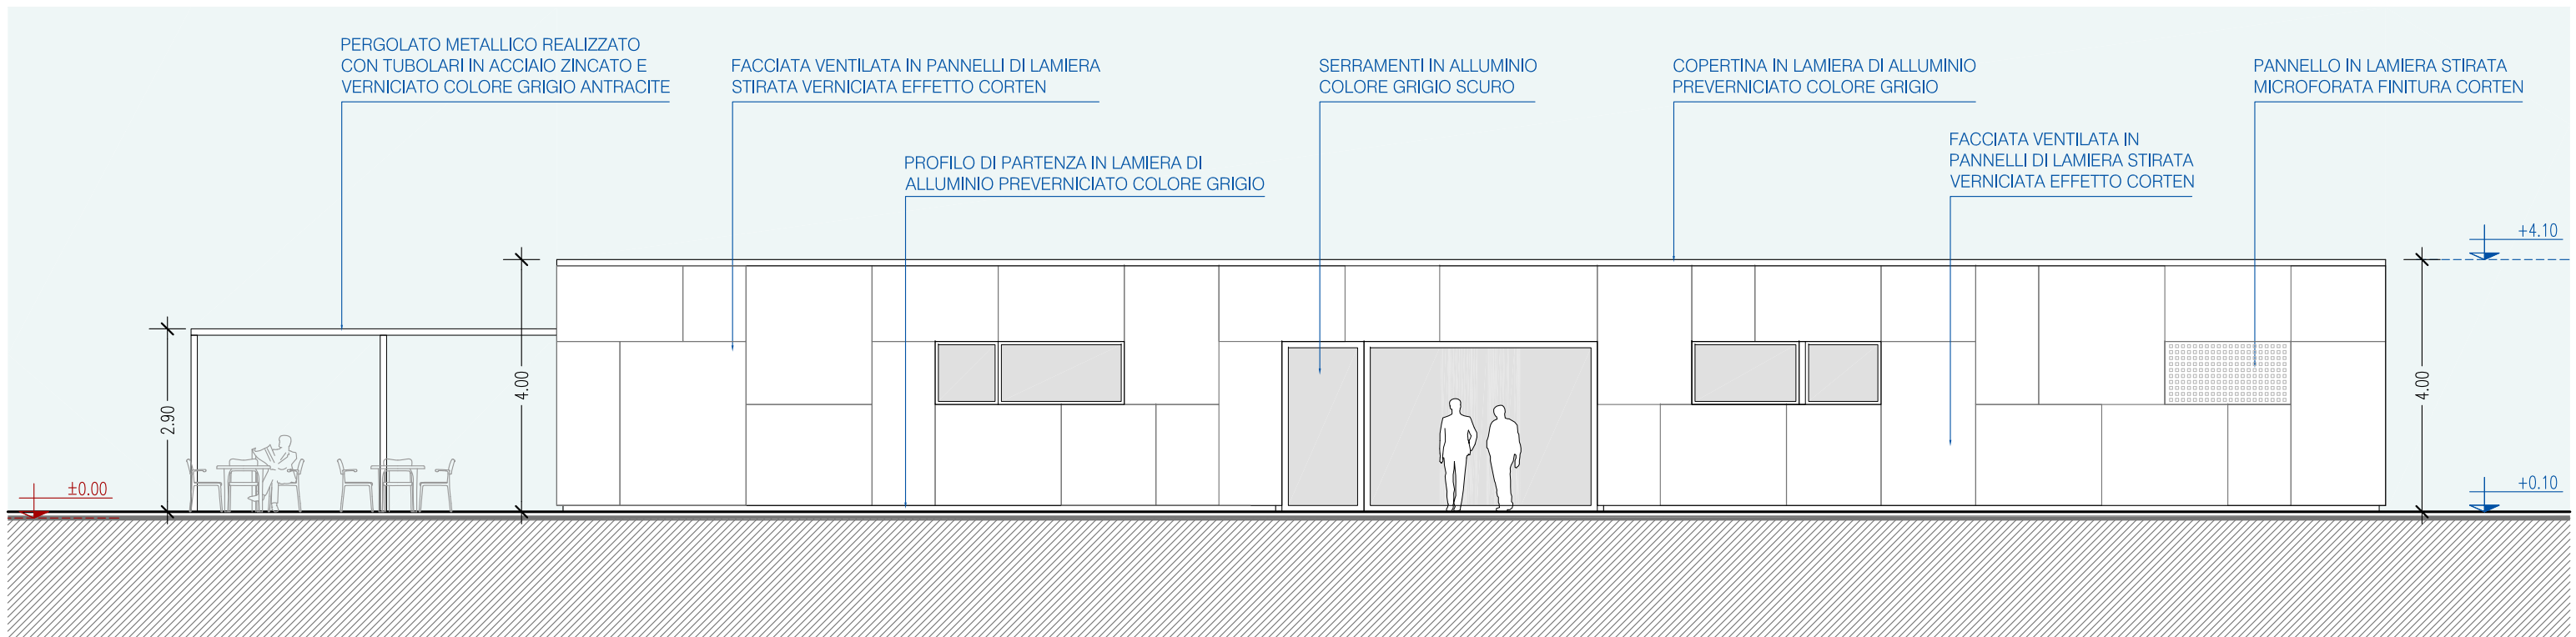 PERGOLATO METALLICO REALIZZATO
CON TUBOLARI IN ACCIAIO ZINCATO E
VERNICIATO COLORE GRIGIO ANTRACITE
FACCIATA VENTILATA IN PANNELLI DI LAMIERA
STIRATA VERNICIATA EFFETTO CORTEN
SERRAMENTI IN ALLUMINIO
COLORE GRIGIO SCURO
COPERTINA IN LAMIERA DI ALLUMINIO
PREVERNICIATO COLORE GRIGIO
PANNELLO IN LAMIERA STIRATA
MICROFORATA FINITURA CORTEN
PROFILO DI PARTENZA IN LAMIERA DI
ALLUMINIO PREVERNICIATO COLORE GRIGIO
FACCIATA VENTILATA IN
PANNELLI DI LAMIERA STIRATA
VERNICIATA EFFETTO CORTEN
+4.10
2.90
4.00
4.00
±0.00
+0.10